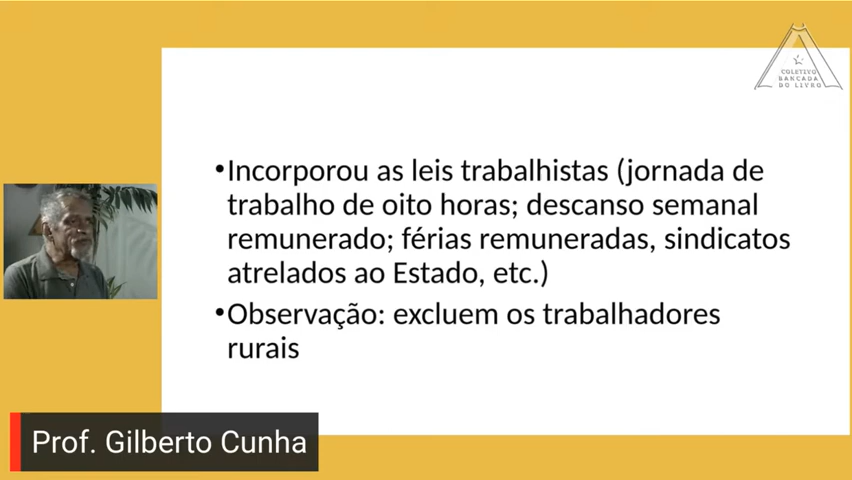 COLETIVO
BANCADA
DO LIVRO
•Incorporou as leis trabalhistas (jornada de
trabalho de oito horas; descanso semanal
remunerado; férias remuneradas, sindicatos
atrelados ao Estado, etc.)
•Observação: excluem os trabalhadores
rurais
Prof. Gilberto Cunha